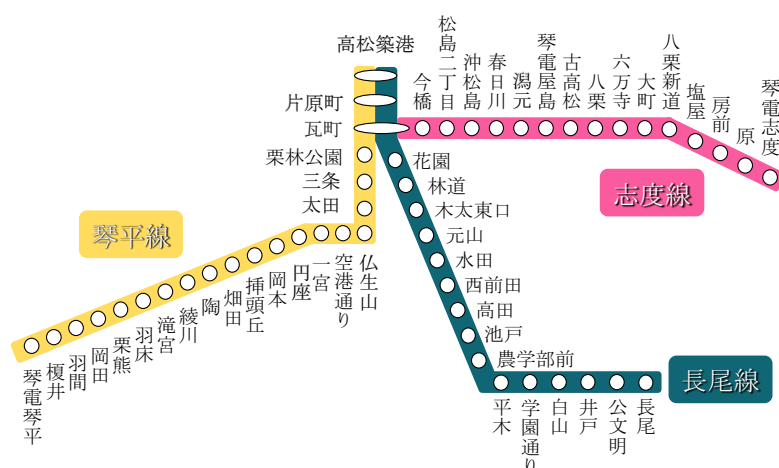 高松築港
片原町
瓦町
栗林公園
三条
太田
仏生山
空港通り
一宮
円座
岡本
挿頭丘
畑田
陶
綾川
滝宮
羽床
栗熊
岡田
羽間
榎井
琴電琴平
琴平線
今橋
松島二丁目
沖松島
春日川
潟元
琴電屋島
古高松
八栗
六万寺
大町
八栗新道
塩屋
房前
原
琴電志度
志度線
花園
林道
木太東口
元山
水田
西前田
高田
池戸
農学部前
平木
学園通り
白山
井戸
公文明
長尾
長尾線